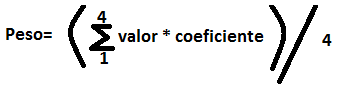 Peso= ( 4 ∑ 1 valor * coeficiente ) / 4